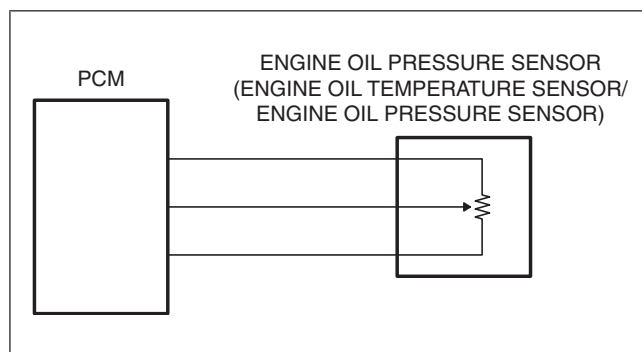 PCM
ENGINE OIL PRESSURE SENSOR
(ENGINE OIL TEMPERATURE SENSOR/
ENGINE OIL PRESSURE SENSOR)